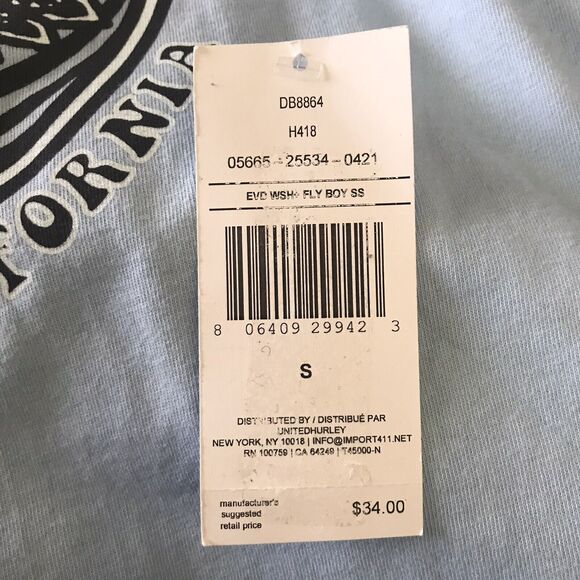 FORNIA
DB8864
H418
05665-25534-0421
EVD WSH+ FLY BOY SS
8 06409 29942 3
S
DISTRIBUTED BY / DISTRIBUÉ PAR
UNITEDHURLEY
NEW YORK, NY 10018 | INFO@IMPORT411.NET
RN 100759 | CA 64249 | T45000-N
manufacturer's
suggested
retail price
$34.00